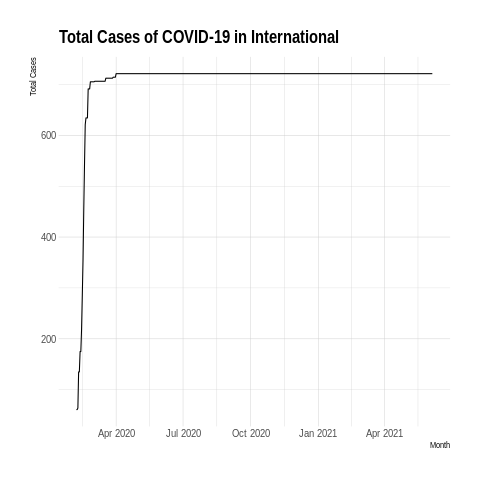 Total Cases of COVID-19 in International
Total Cases
600
400
200
Apr 2020 Jul 2020 Oct 2020 Jan 2021 Apr 2021
Month